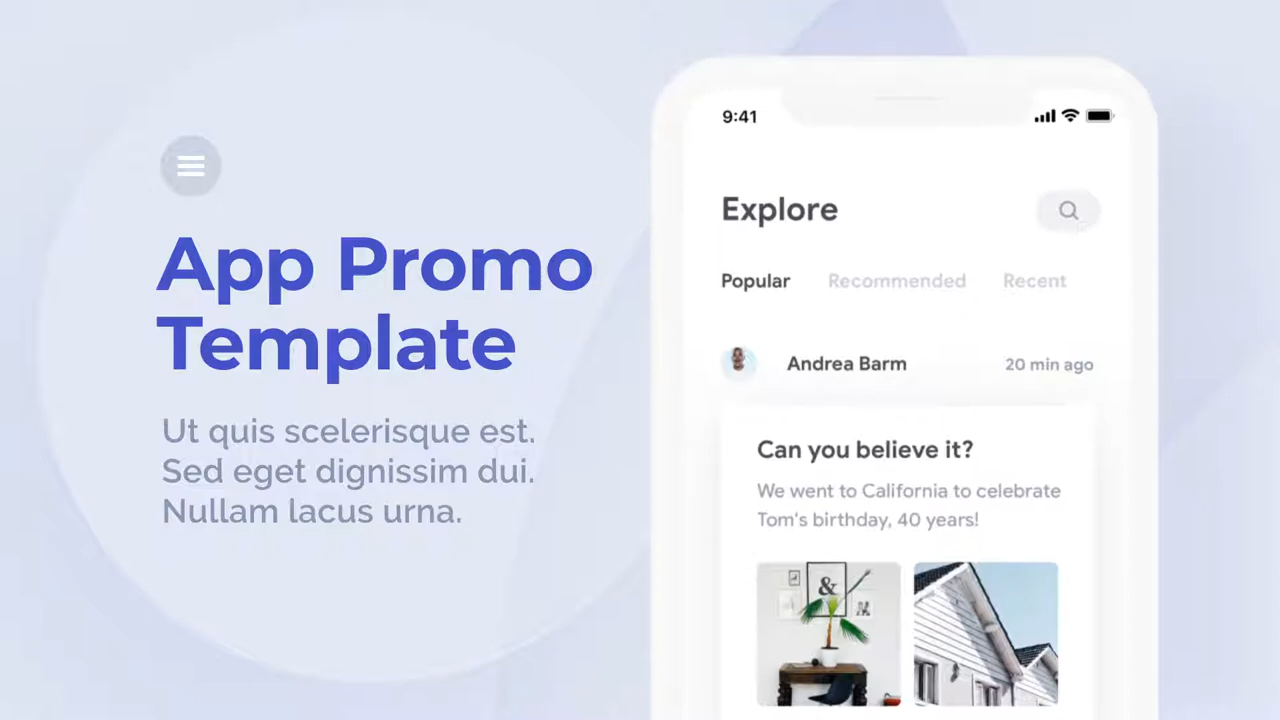 App Promo
Template
Ut quis scelerisque est.
Sed eget dignissim dui.
Nullam lacus urna.
9:41
Explore
Popular Recommended Recent
Andrea Barm 20 min ago
Can you believe it?
We went to California to celebrate
Tom's birthday, 40 years!
&